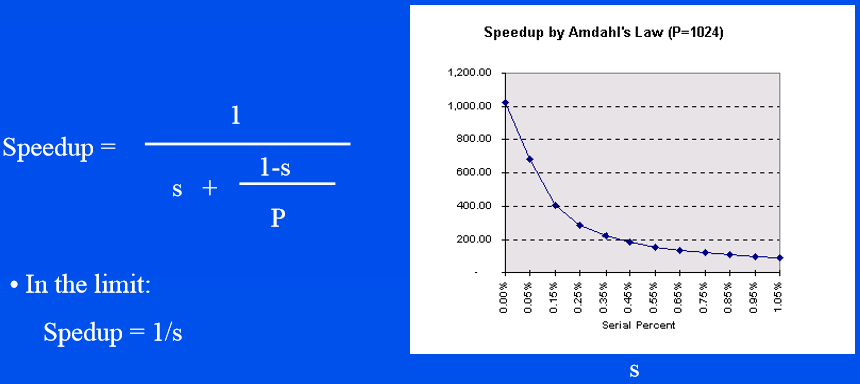 Speedup =
1
s + 
1-s
P
• In the limit:
Spedup = 1/s
Speedup by Amdahl's Law (P=1024)
1,200.00
1,000.00
800.00
600.00
400.00
200.00
-
0.00%
0.05%
0.15%
0.25%
0.35%
0.45%
0.55%
0.65%
0.75%
0.85%
0.95%
1.05%
Serial Percent
s